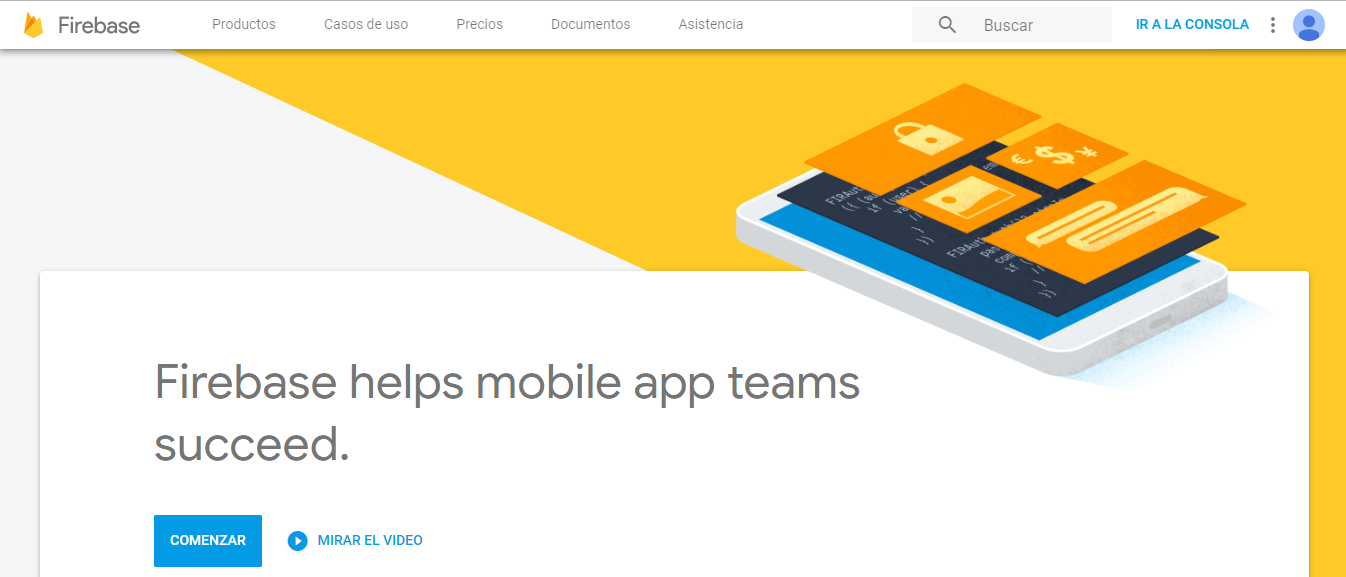 Firebase
Productos
Casos de uso
Precios
Documentos
Asistencia
Buscar
IR A LA CONSOLA
Firebase helps mobile app teams
succeed.
COMENZAR
MIRAR EL VIDEO